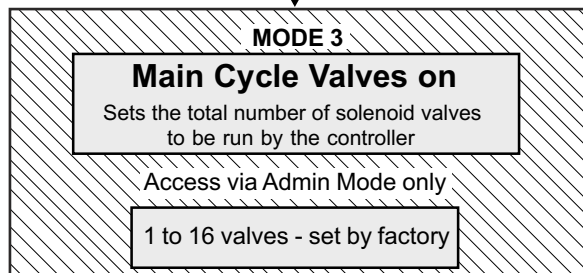 MODE 3
Main Cycle Valves on
Sets the total number of solenoid valves
to be run by the controller
Access via Admin Mode only
1 to 16 valves - set by factory